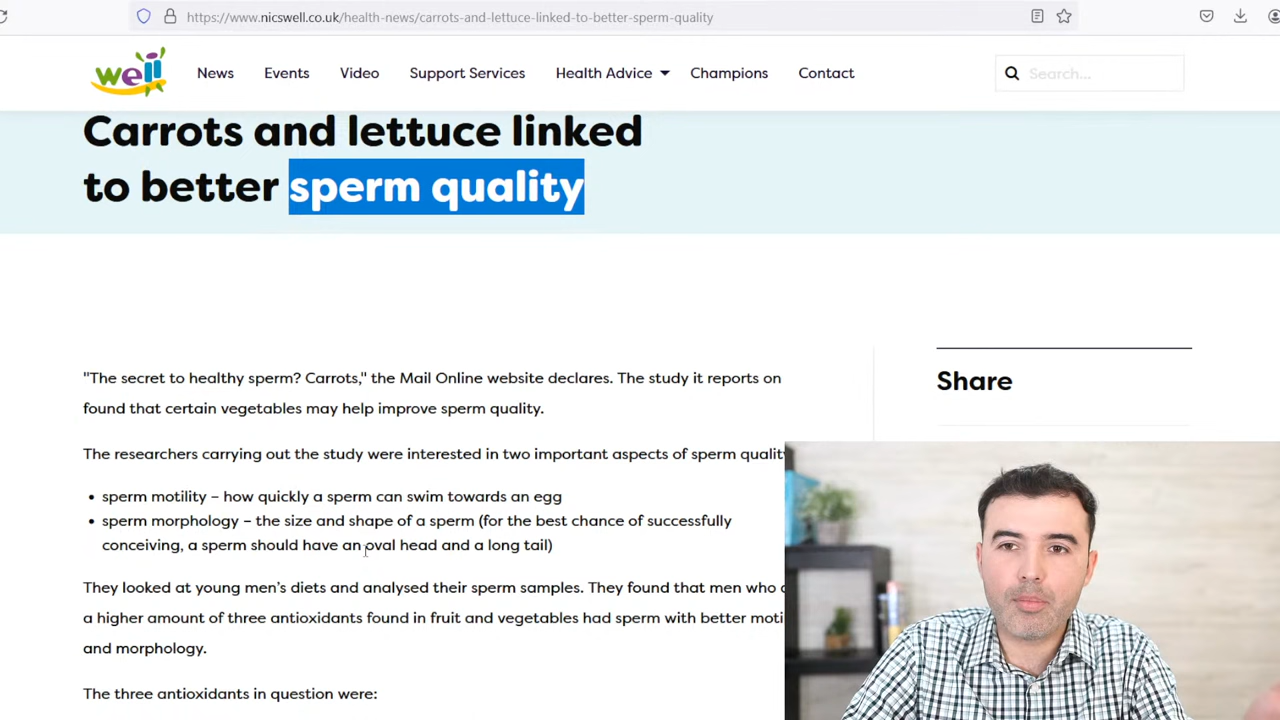 https://www.nicswell.co.uk/health-news/carrots-and-lettuce-linked-to-better-sperm-quality
well
News Events Video Support Services Health Advice Champions Contact
Search...
Carrots and lettuce linked
to better sperm quality
"The secret to healthy sperm? Carrots," the Mail Online website declares. The study it reports on
found that certain vegetables may help improve sperm quality.
Share
The researchers carrying out the study were interested in two important aspects of sperm quality
• sperm motility – how quickly a sperm can swim towards an egg
• sperm morphology – the size and shape of a sperm (for the best chance of successfully
conceiving, a sperm should have an oval head and a long tail)
They looked at young men's diets and analysed their sperm samples. They found that men who
a higher amount of three antioxidants found in fruit and vegetables had sperm with better
and morphology.
The three antioxidants in question were: